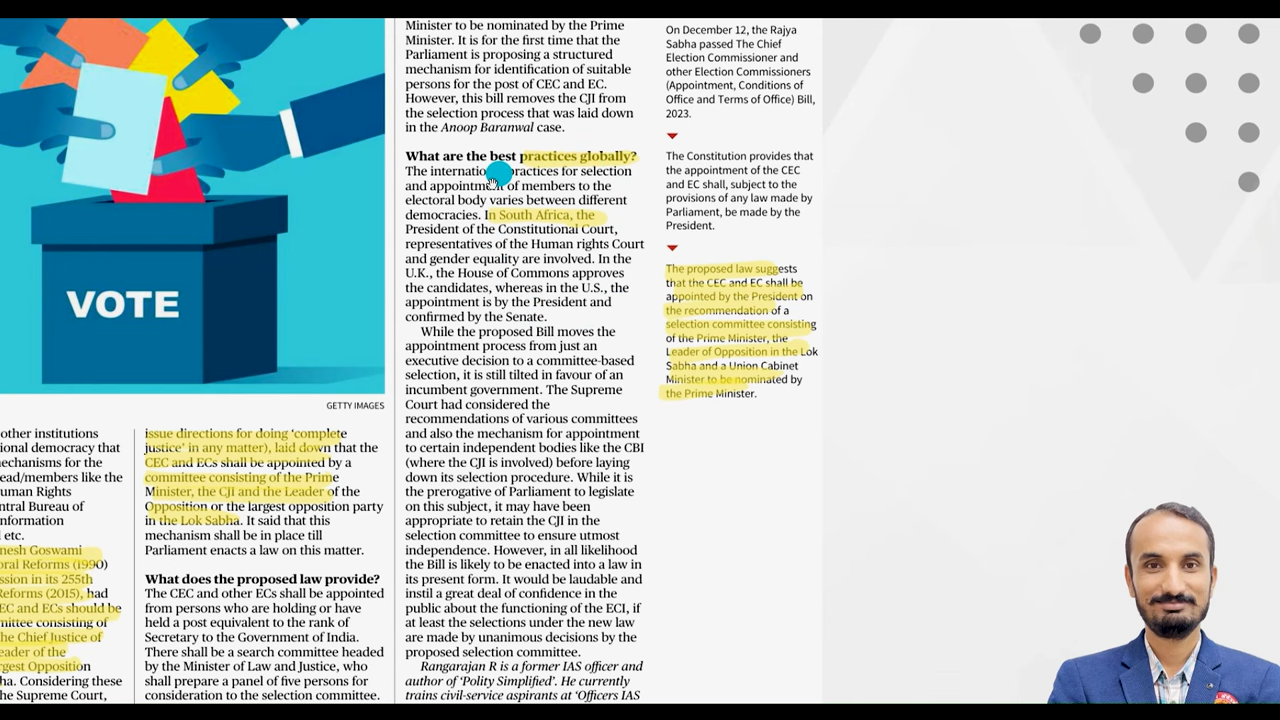 VOTE
GETTY IMAGES
other institutions
ional democracy that
echanisms for the
ead/members like the
uman Rights
ntral Bureau of
nformation
etc.
nesh Goswami
oral Reforms (1990)
ssion in its 255th
Reforms (2015), had
EC and ECs should be
mittee consisting of
he Chief Justice of
eader of the
rgest Opposition
ha. Considering these
he Supreme Court,
issue directions for doing ‘complete
justice’ in any matter), laid down that the
CEC and ECs shall be appointed by a
committee consisting of the Prime
Minister, the CJI and the Leader of the
Opposition or the largest opposition party
in the Lok Sabha. It said that this
mechanism shall be in place till
Parliament enacts a law on this matter.
What does the proposed law provide?
The CEC and other ECs shall be appointed
from persons who are holding or have
held a post equivalent to the rank of
Secretary to the Government of India.
There shall be a search committee headed
by the Minister of Law and Justice, who
shall prepare a panel of five persons for
consideration to the selection committee.
Minister to be nominated by the Prime
Minister. It is for the first time that the
Parliament is proposing a structured
mechanism for identification of suitable
persons for the post of CEC and EC.
However, this bill removes the CJI from
the selection process that was laid down
in the Anoop Baranwal case.
What are the best practices globally?
The internatio practices for selection
and appointment of members to the
electoral body varies between different
democracies. In South Africa, the
President of the Constitutional Court,
representatives of the Human rights Court
and gender equality are involved. In the
U.K., the House of Commons approves
the candidates, whereas in the U.S., the
appointment is by the President and
confirmed by the Senate.
While the proposed Bill moves the
appointment process from just an
executive decision to a committee-based
selection, it is still tilted in favour of an
incumbent government. The Supreme
Court had considered the
recommendations of various committees
and also the mechanism for appointment
to certain independent bodies like the CBI
(where the CJI is involved) before laying
down its selection procedure. While it is
the prerogative of Parliament to legislate
on this subject, it may have been
appropriate to retain the CJI in the
selection committee to ensure utmost
independence. However, in all likelihood
the Bill is likely to be enacted into a law in
its present form. It would be laudable and
instil a great deal of confidence in the
public about the functioning of the ECI, if
at least the selections under the new law
are made by unanimous decisions by the
proposed selection committee.
Rangarajan R is a former IAS officer and
author of ‘Polity Simplified’. He currently
trains civil-service aspirants at ‘Officers IAS
On December 12, the Rajya
Sabha passed The Chief
Election Commissioner and
other Election Commissioners
(Appointment, Conditions of
Office and Terms of Office) Bill,
2023.
The Constitution provides that
the appointment of the CEC
and EC shall, subject to the
provisions of any law made by
Parliament, be made by the
President.
The proposed law suggests
that the CEC and EC shall be
appointed by the President on
the recommendation of a
selection committee consisting
of the Prime Minister, the
Leader of Opposition in the Lok
Sabha and a Union Cabinet
Minister to be nominated by
the Prime Minister.